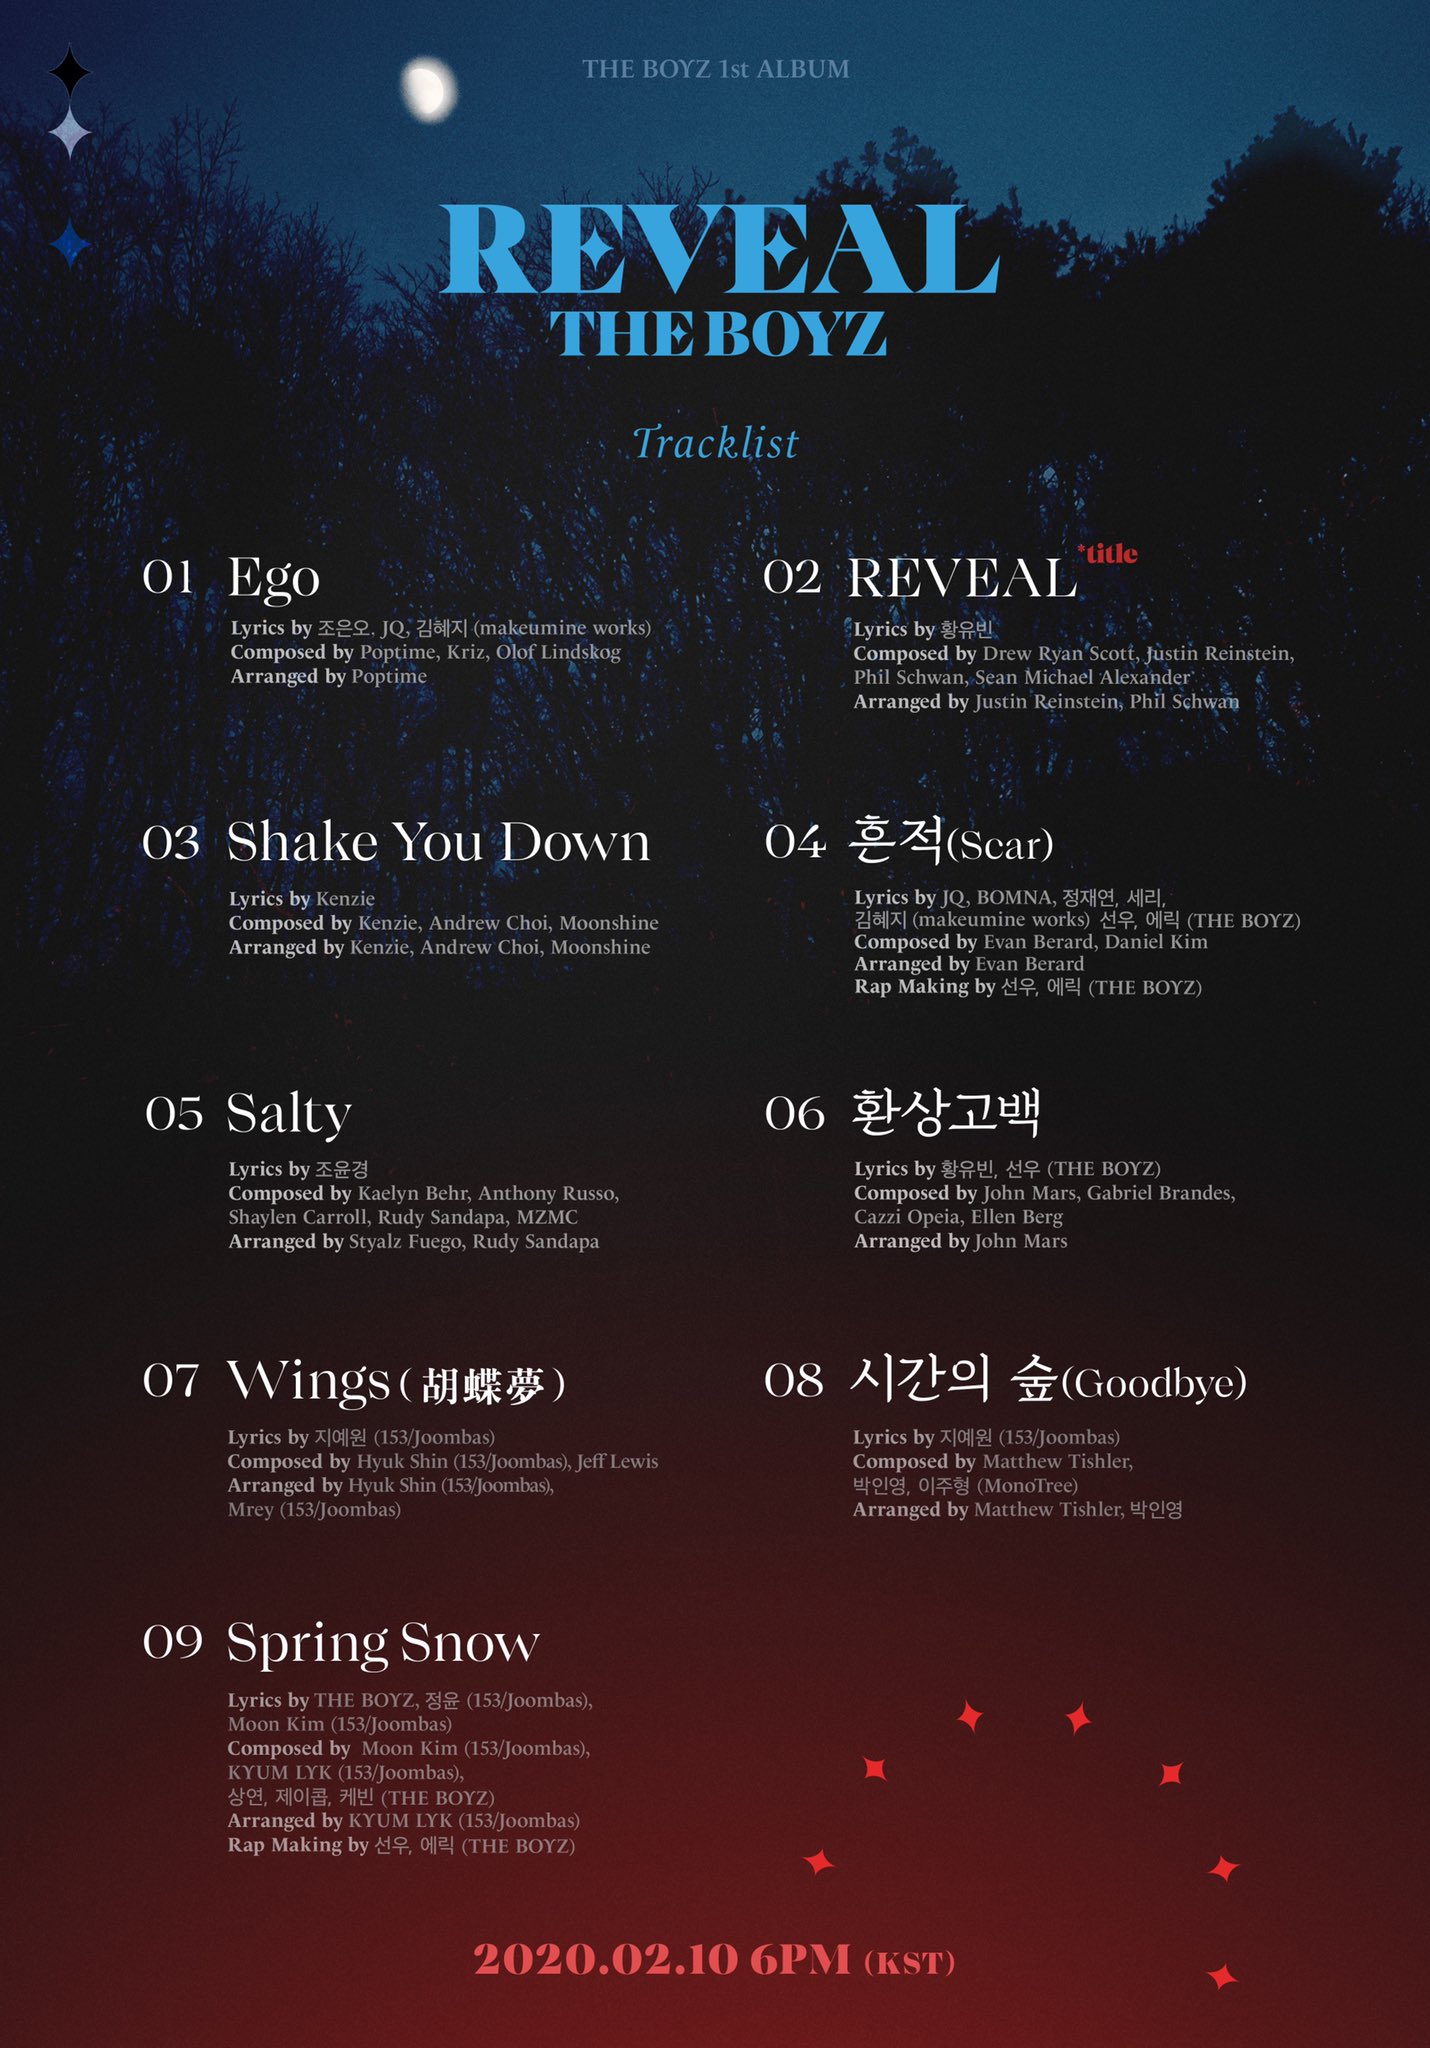 THE BOYZ 1st ALBUM
REVEAL
THE BOYZ
Tracklist
01 Ego
Lyrics by 조은오, JQ, 김혜지 (makeumine works)
Composed by Poptime, Kriz, Olof Lindskog
Arranged by Poptime
02 REVEAL *title
Lyrics by 황유빈
Composed by Drew Ryan Scott, Justin Reinstein,
Phil Schwan, Sean Michael Alexander
Arranged by Justin Reinstein, Phil Schwan
03 Shake You Down
Lyrics by Kenzie
Composed by Kenzie, Andrew Choi, Moonshine
Arranged by Kenzie, Andrew Choi, Moonshine
04 흔적(Scar)
Lyrics by JQ, BOMNA, 정재연, 세리,
김혜지 (makeumine works) 선우, 에릭 (THE BOYZ)
Composed by Evan Berard, Daniel Kim
Arranged by Evan Berard
Rap Making by 선우, 에릭 (THE BOYZ)
05 Salty
Lyrics by 조윤경
Composed by Kaelyn Behr, Anthony Russo,
Shaylen Carroll, Rudy Sandapa, MZMC
Arranged by Styalz Fuego, Rudy Sandapa
06 환상고백
Lyrics by 황유빈, 선우 (THE BOYZ)
Composed by John Mars, Gabriel Brandes,
Cazzi Opeia, Ellen Berg
Arranged by John Mars
07 Wings (胡蝶夢)
Lyrics by 지예원 (153/Joombas)
Composed by Hyuk Shin (153/Joombas), Jeff Lewis
Arranged by Hyuk Shin (153/Joombas),
Mrey (153/Joombas)
08 시간의 숲(Goodbye)
Lyrics by 지예원 (153/Joombas)
Composed by Matthew Tishler,
박인영, 이주형 (MonoTree)
Arranged by Matthew Tishler, 박인영
09 Spring Snow
Lyrics by THE BOYZ, 정윤 (153/Joombas),
Moon Kim (153/Joombas)
Composed by Moon Kim (153/Joombas),
KYUM LYK (153/Joombas),
상연, 제이콥, 케빈 (THE BOYZ)
Arranged by KYUM LYK (153/Joombas)
Rap Making by 선우, 에릭 (THE BOYZ)
2020.02.10 6PM (KST)